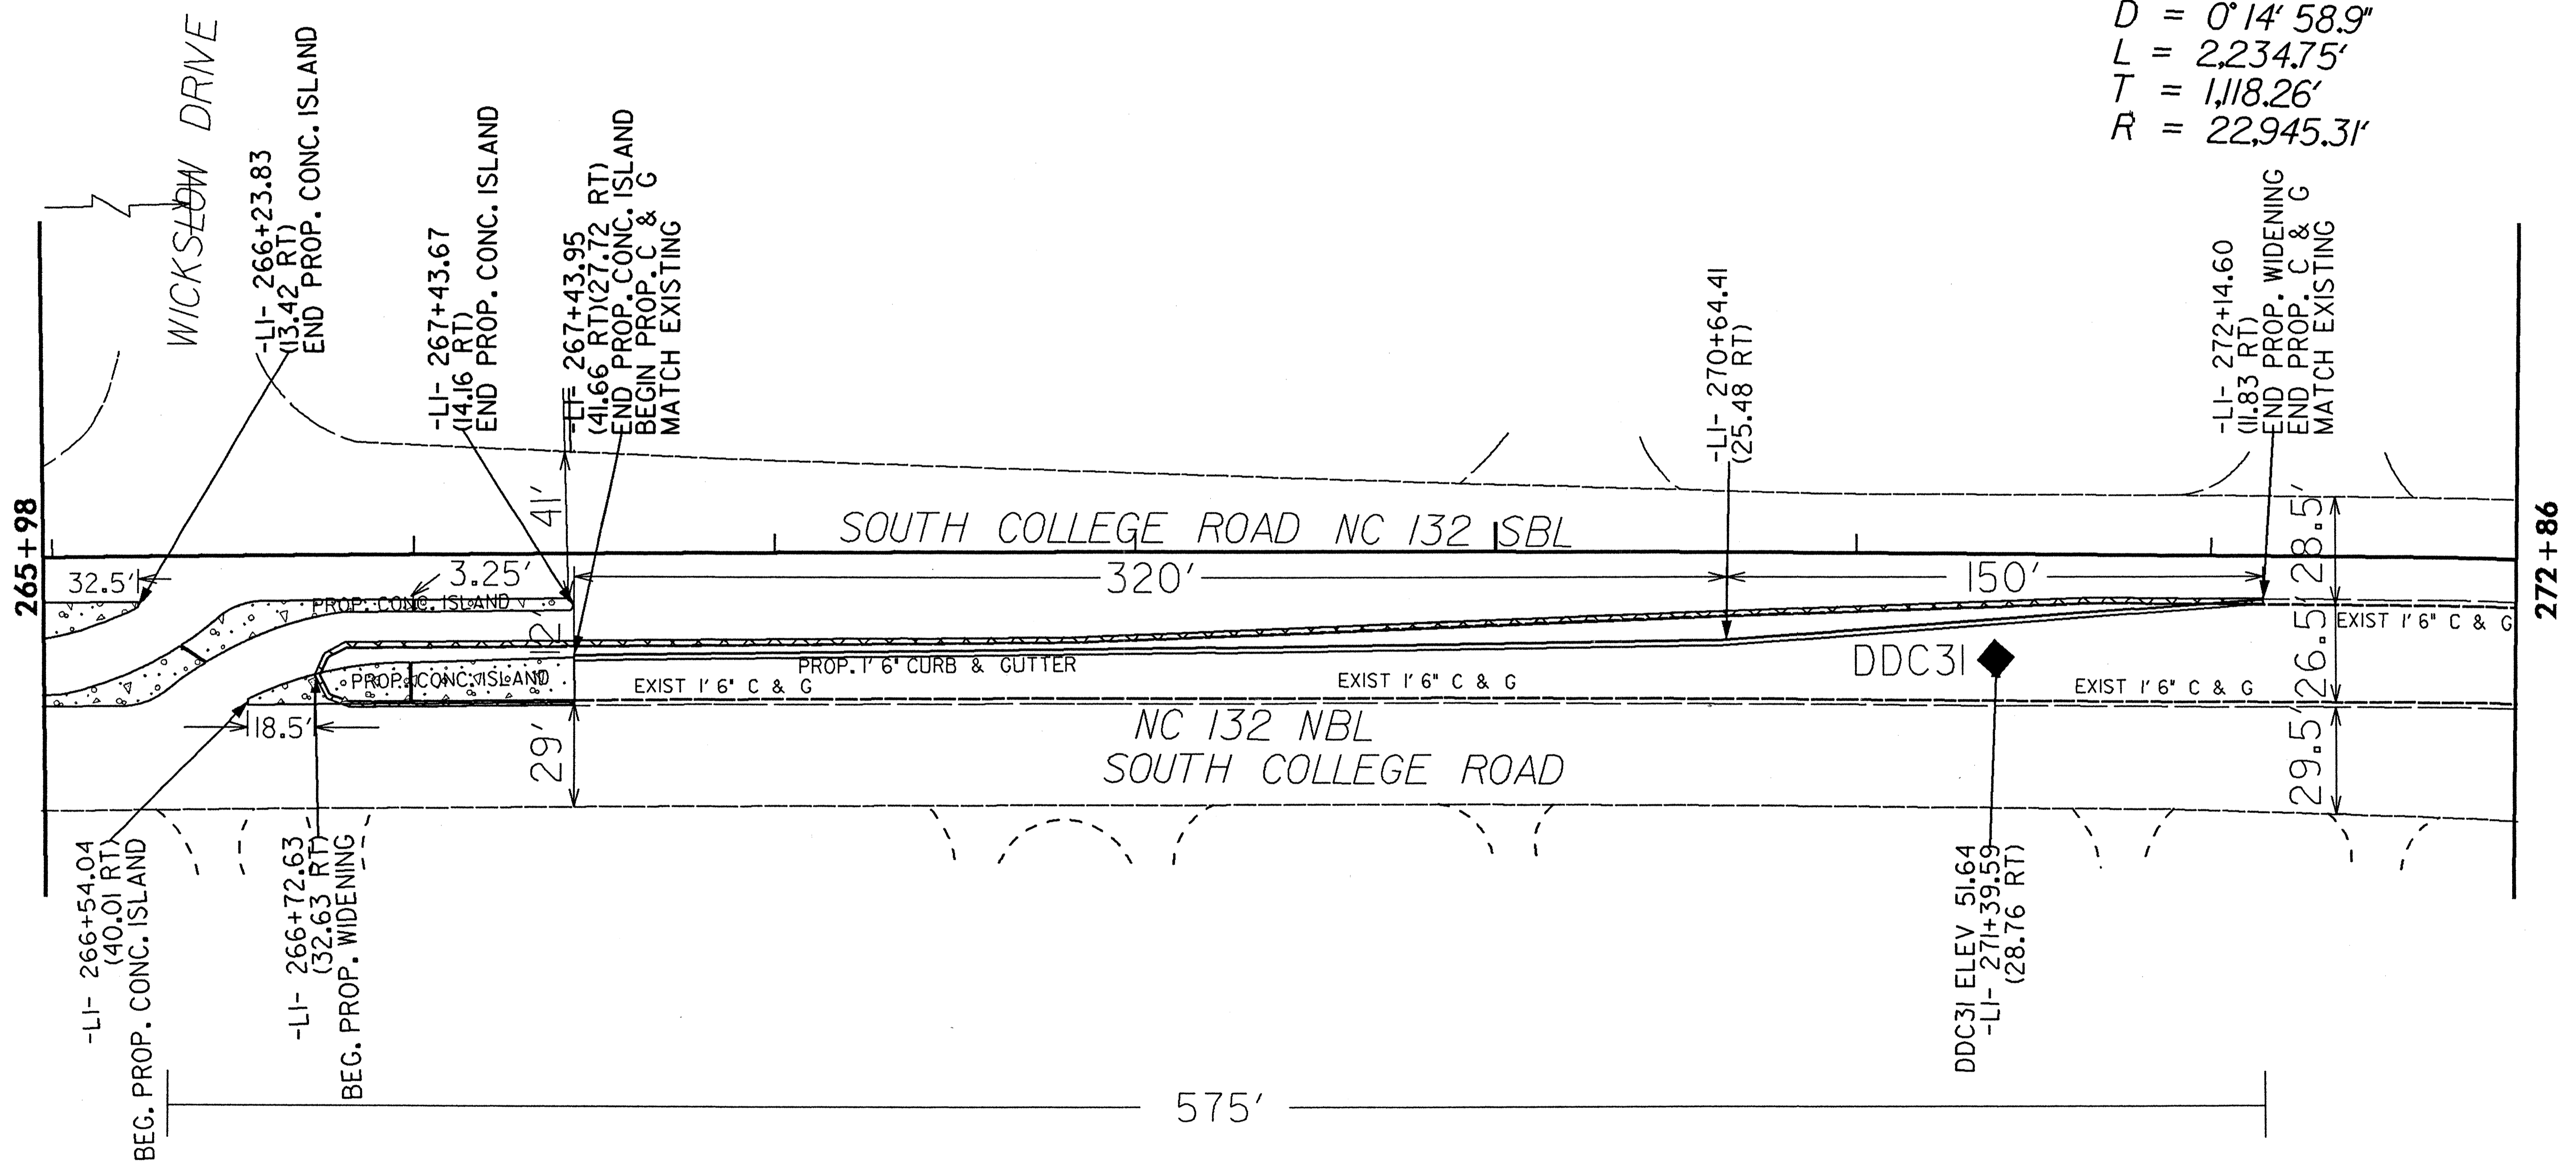 D = 0° 14' 58.9"
L = 2,234.75'
T = 1,118.26'
R = 22,945.31'
WICKSLOW DRIVE
-L1- 266+23.83
(13.42 RT)
END PROP. CONC. ISLAND
-L1- 267+43.67
(14.16 RT)
END PROP. CONC. ISLAND
-L1- 267+43.95
(41.66 RT)(27.72 RT)
END PROP. CONC. ISLAND
BEGIN PROP. C & G
MATCH EXISTING
-L1- 270+64.41
(25.48 RT)
-L1- 272+14.60
(11.83 RT)
END PROP. WIDENING
END PROP. C & G
MATCH EXISTING
265+98
272+86
41'
SOUTH COLLEGE ROAD NC 132 SBL
28.5'
32.5'
3.25'
320'
150'
PROP. CONC. ISLAND
12'
26.5'
EXIST 1' 6" C & G
PROP. 1' 6" CURB & GUTTER
DDC31
PROP. CONC. ISLAND
EXIST 1' 6" C & G
EXIST 1' 6" C & G
EXIST 1' 6" C & G
18.5'
29'
NC 132 NBL
SOUTH COLLEGE ROAD
29.5'
-L1- 266+54.04
(40.01 RT)
BEG. PROP. CONC. ISLAND
-L1- 266+72.63
(32.63 RT)
BEG. PROP. WIDENING
DDC31 ELEV 51.64
-L1- 271+39.59
(28.76 RT)
575'